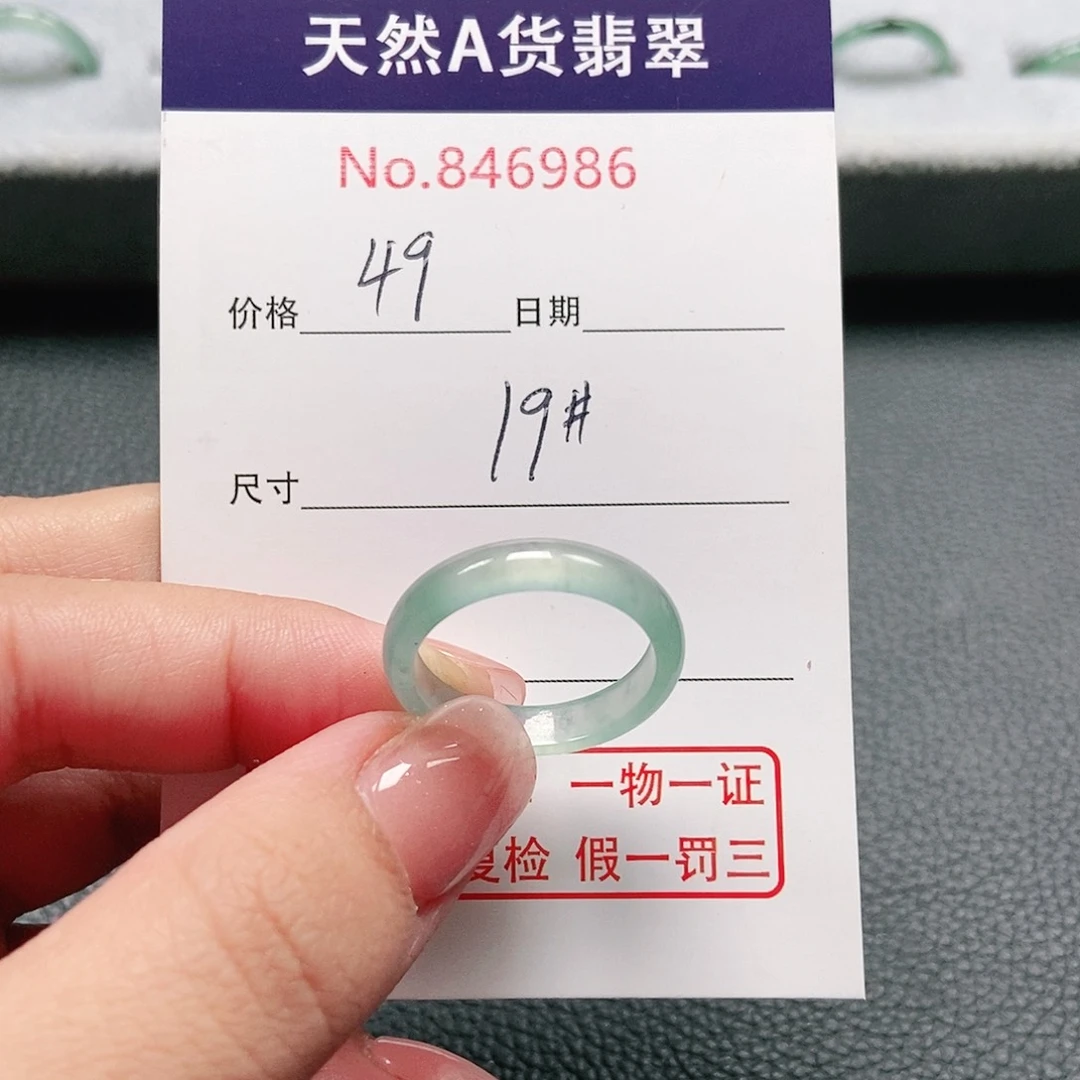 天然A货翡翠
No.846986
价格 49 日期
19#
尺寸
一物一证
检 假一罚三